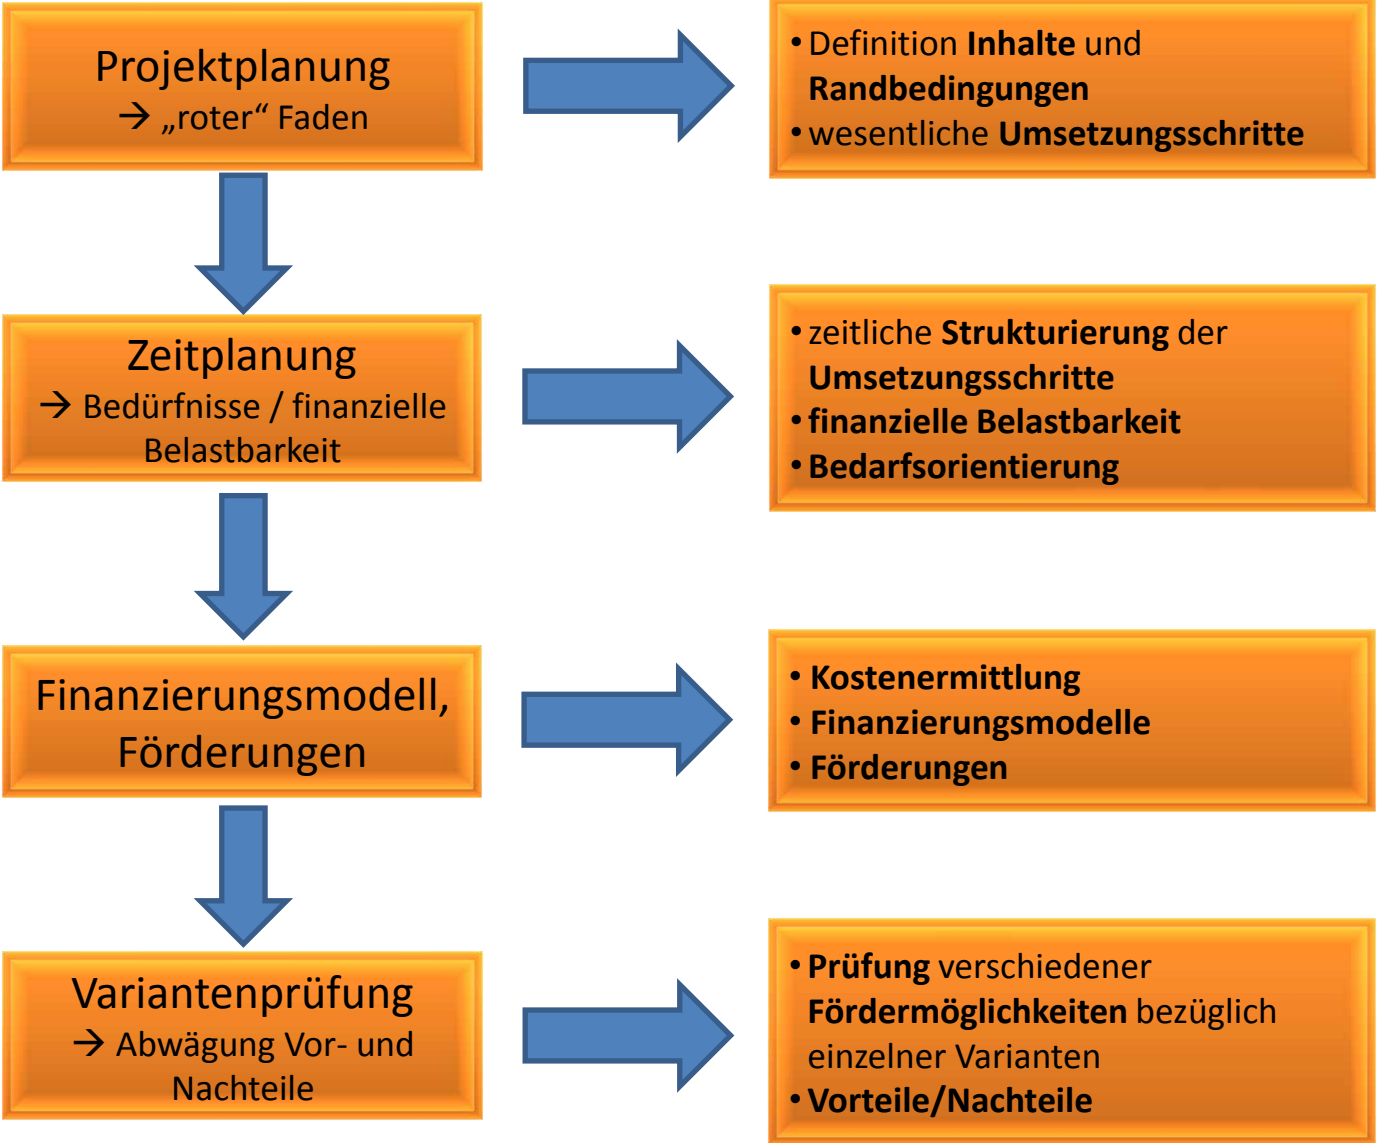 Projektplanung
→ „roter“ Faden
• Definition Inhalte und
Randbedingungen
• wesentliche Umsetzungsschritte
Zeitplanung
→ Bedürfnisse / finanzielle
Belastbarkeit
• zeitliche Strukturierung der
Umsetzungsschritte
• finanzielle Belastbarkeit
• Bedarfsorientierung
Finanzierungsmodell,
Förderungen
• Kostenermittlung
• Finanzierungsmodelle
• Förderungen
Variantenprüfung
→ Abwägung Vor- und
Nachteile
• Prüfung verschiedener
Fördermöglichkeiten bezüglich
einzelner Varianten
• Vorteile/Nachteile